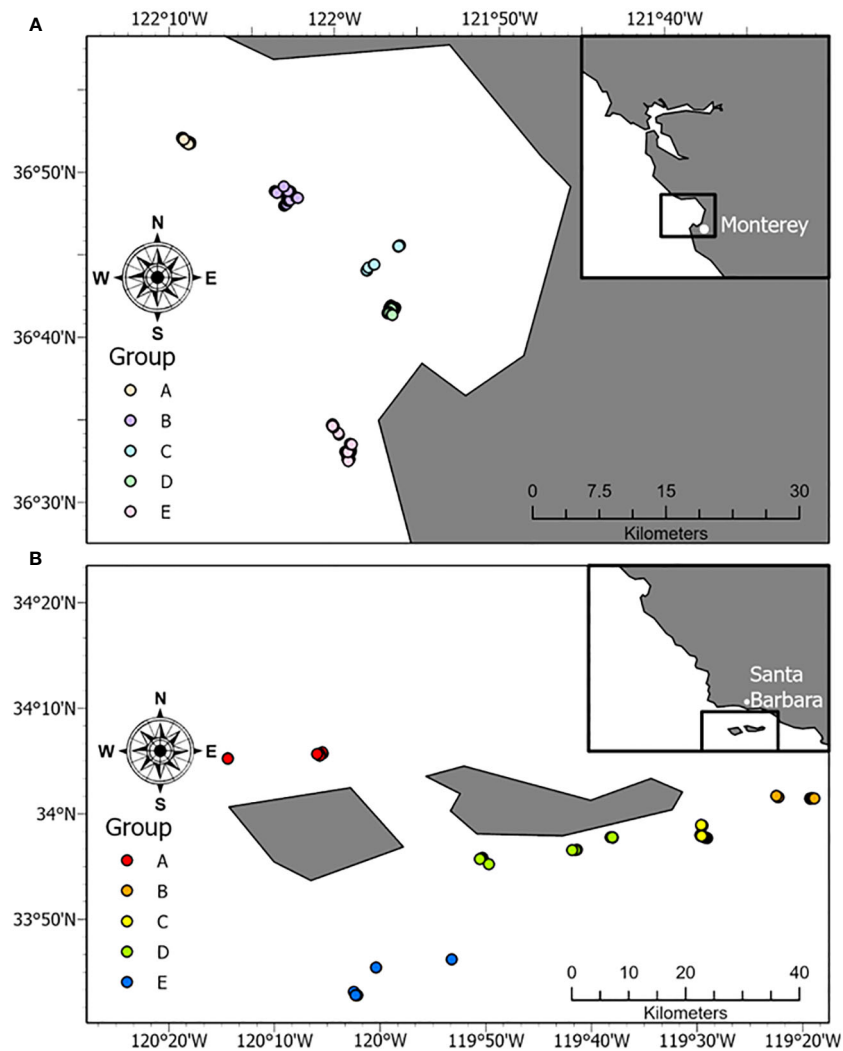 A
122°10'W 122°W 121°50'W 121°40'W
36°50'N
36°40'N
36°30'N
N
W E
S
Monterey
Group
A
B
C
D
E
0 7.5 15 30
Kilometers
B
34°20'N
34°10'N
34°N
33°50'N
Santa
Barbara
N
W E
S
Group
A
B
C
D
E
0 10 20 40
Kilometers
120°20'W 120°10'W 120°W 119°50'W 119°40'W 119°30'W 119°20'W